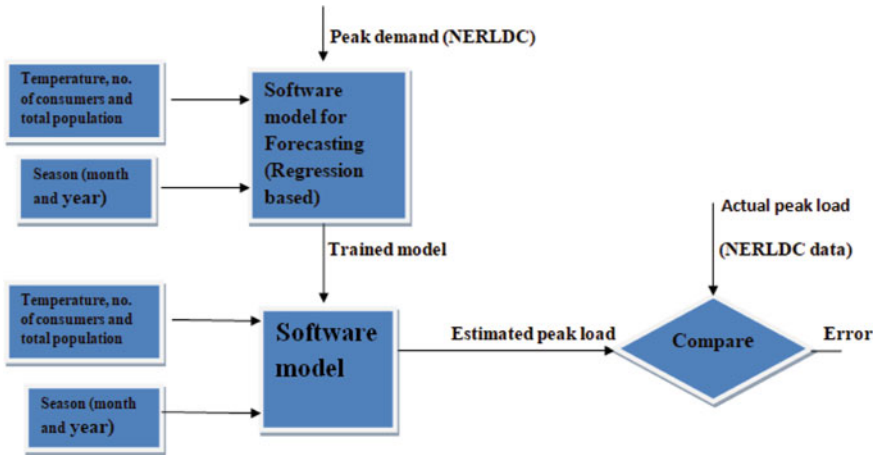 Peak demand (NERLDC)
Temperature, no.
of consumers and
total population
Software
model for
Forecasting
(Regression
based)
Season (month
and year)
Trained model
Actual peak load
(NERLDC data)
Temperature, no.
of consumers and
total population
Software
model
Estimated peak load
Compare
Error
Season (month
and year)